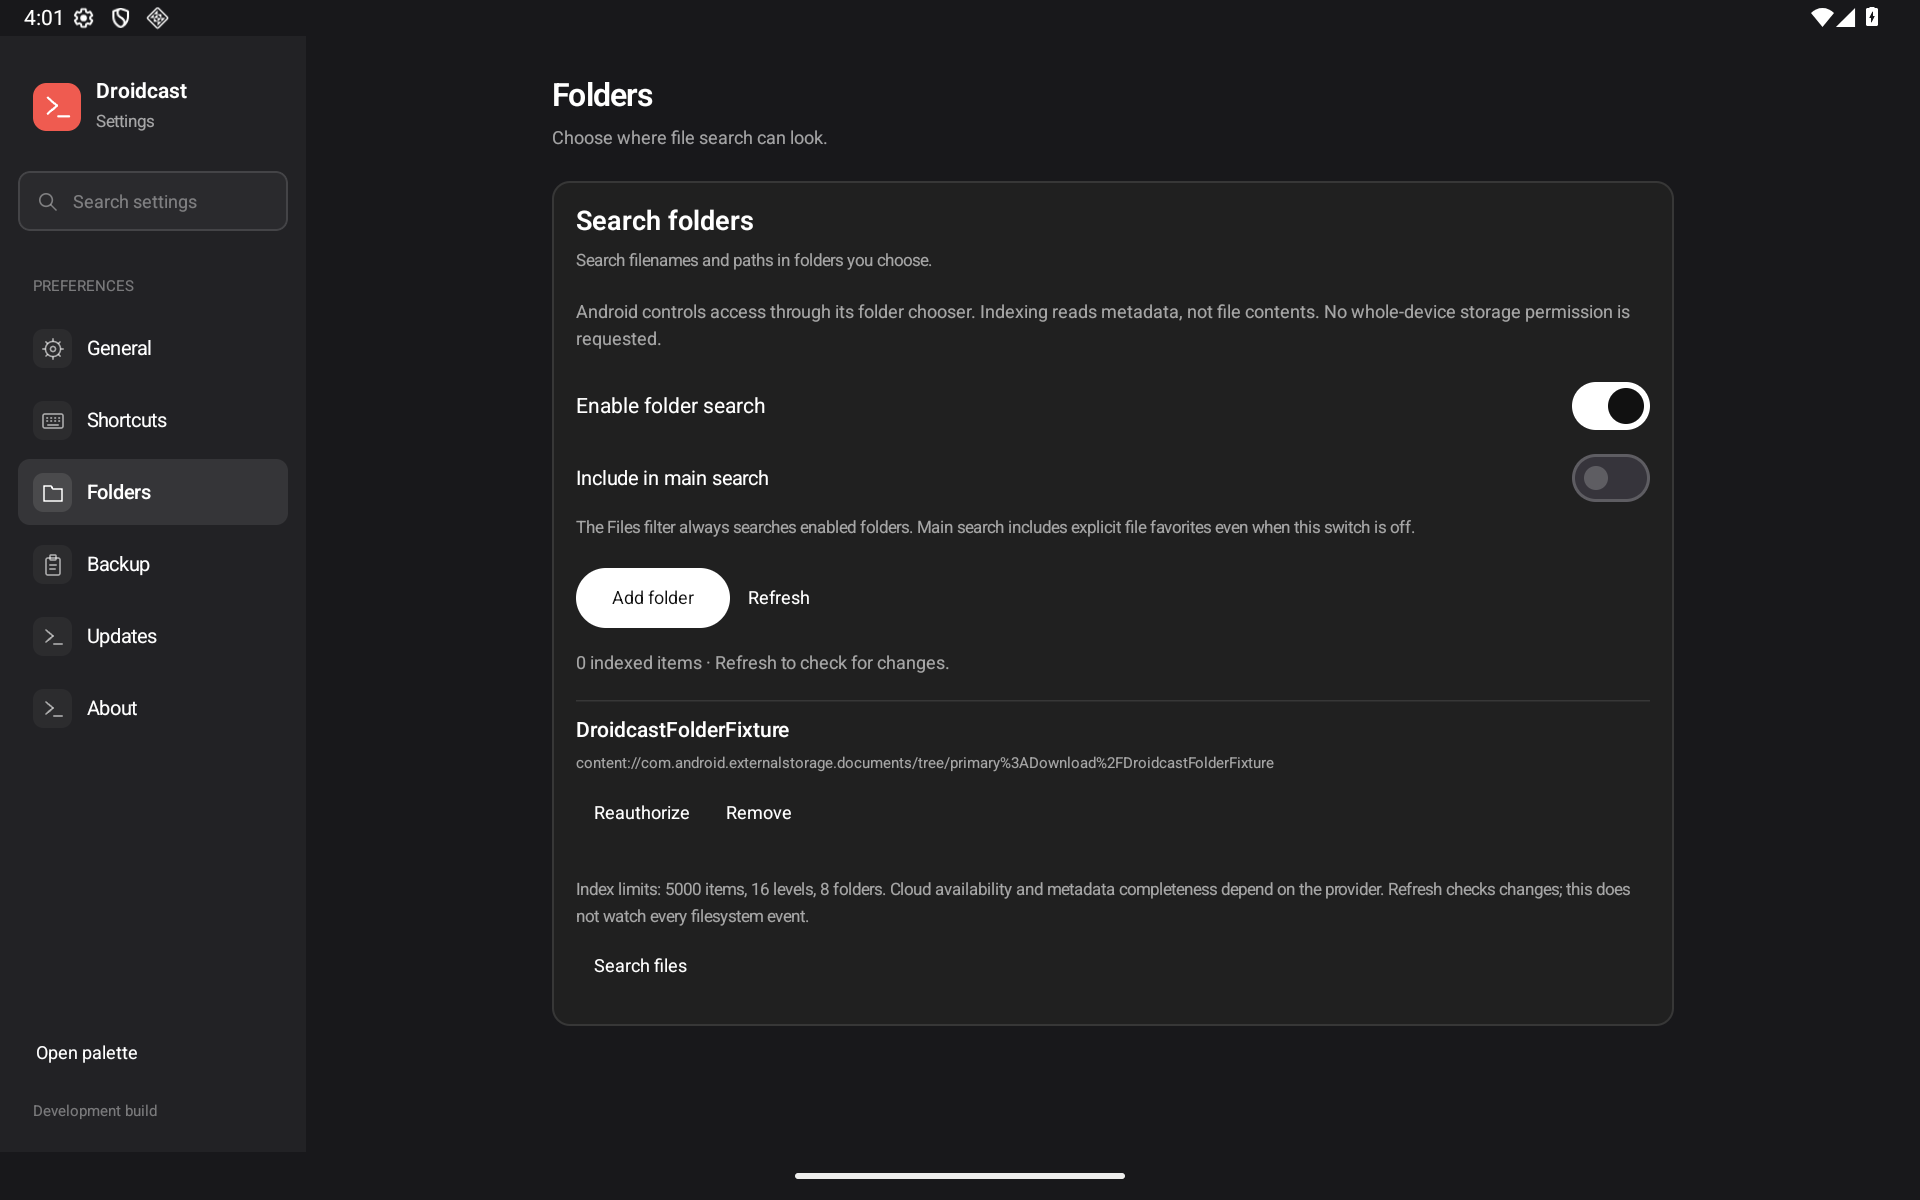 4:01
Droidcast
Settings
Search settings
PREFERENCES
General
Shortcuts
Folders
Backup
Updates
About
Open palette
Development build
Folders
Choose where file search can look.
Search folders
Search filenames and paths in folders you choose.
Android controls access through its folder chooser. Indexing reads metadata, not file contents. No whole-device storage permission is
requested.
Enable folder search
Include in main search
The Files filter always searches enabled folders. Main search includes explicit file favorites even when this switch is off.
Add folder
Refresh
0 indexed items · Refresh to check for changes.
DroidcastFolderFixture
content://com.android.externalstorage.documents/tree/primary%3ADownload%2FDroidcastFolderFixture
Reauthorize
Remove
Index limits: 5000 items, 16 levels, 8 folders. Cloud availability and metadata completeness depend on the provider. Refresh checks changes; this does
not watch every filesystem event.
Search files